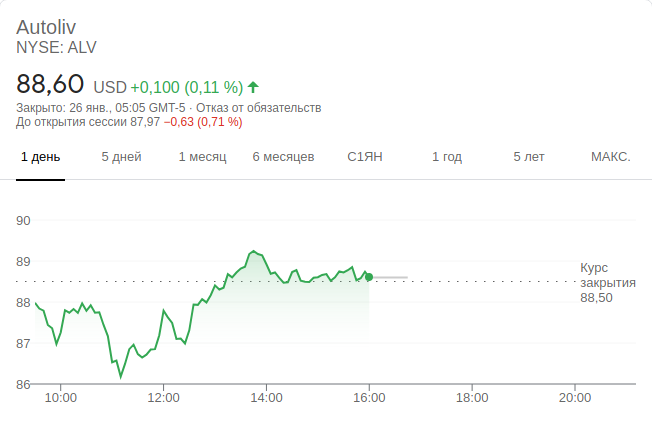 Autoliv
NYSE: ALV
88,60 USD +0,100 (0,11 %)
Закрыто: 26 янв., 05:05 GMT-5 · Отказ от обязательств
До открытия сессии 87,97 −0,63 (0,71 %)
1 день 5 дней 1 месяц 6 месяцев С1ЯН 1 год 5 лет МАКС.
90
89
Курс
закрытия
88,50
88
87
86
10:00 12:00 14:00 16:00 18:00 20:00